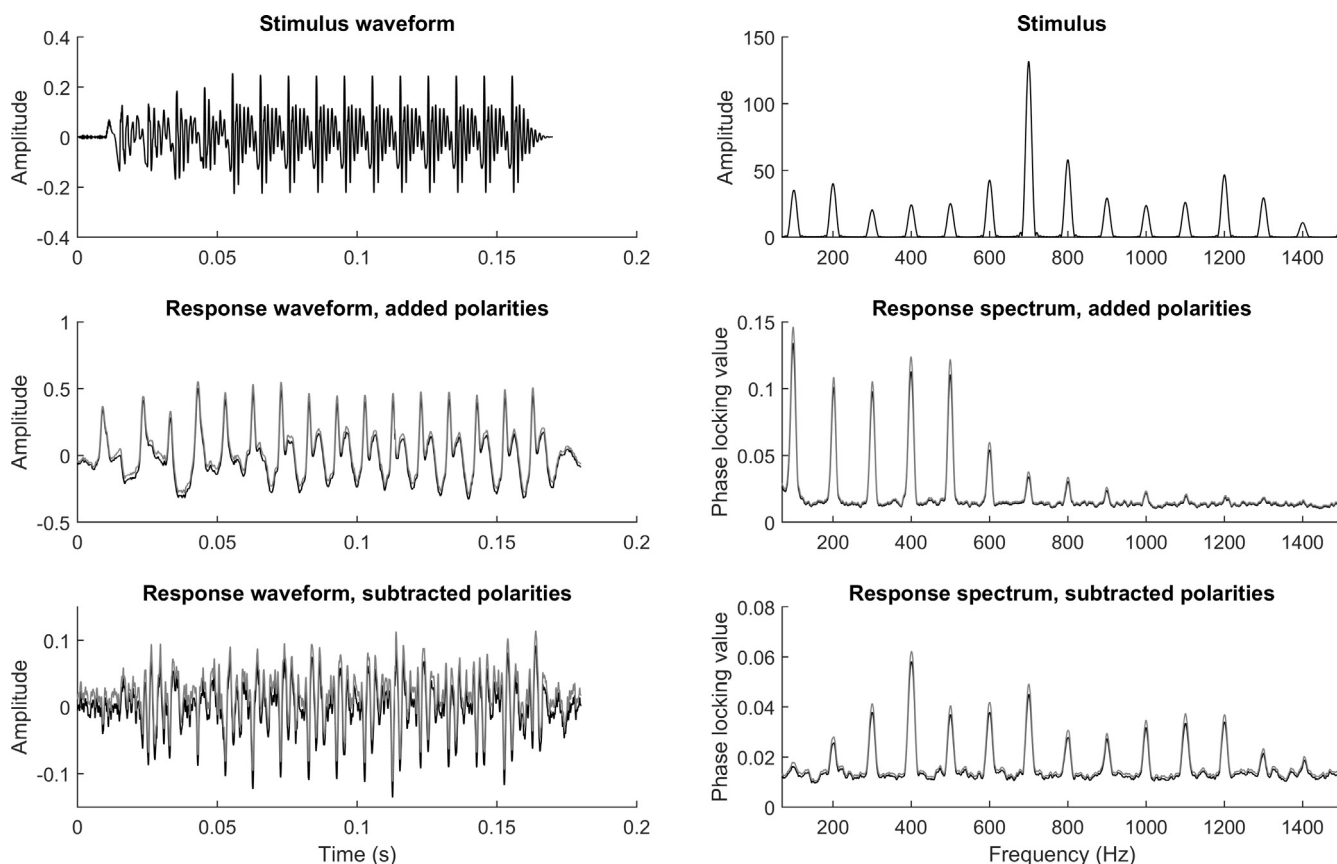 Stimulus waveform
Amplitude
0.4
0.2
0
-0.2
-0.4
0 0.05 0.1 0.15 0.2
Stimulus
Amplitude
150
100
50
0
200 400 600 800 1000 1200 1400
Response waveform, added polarities
Amplitude
1
0.5
0
-0.5
0 0.05 0.1 0.15 0.2
Response spectrum, added polarities
Phase locking value
0.15
0.1
0.05
0
200 400 600 800 1000 1200 1400
Response waveform, subtracted polarities
Amplitude
0.1
0
-0.1
0 0.05 0.1 0.15 0.2
Time (s)
Response spectrum, subtracted polarities
Phase locking value
0.08
0.06
0.04
0.02
0
200 400 600 800 1000 1200 1400
Frequency (Hz)